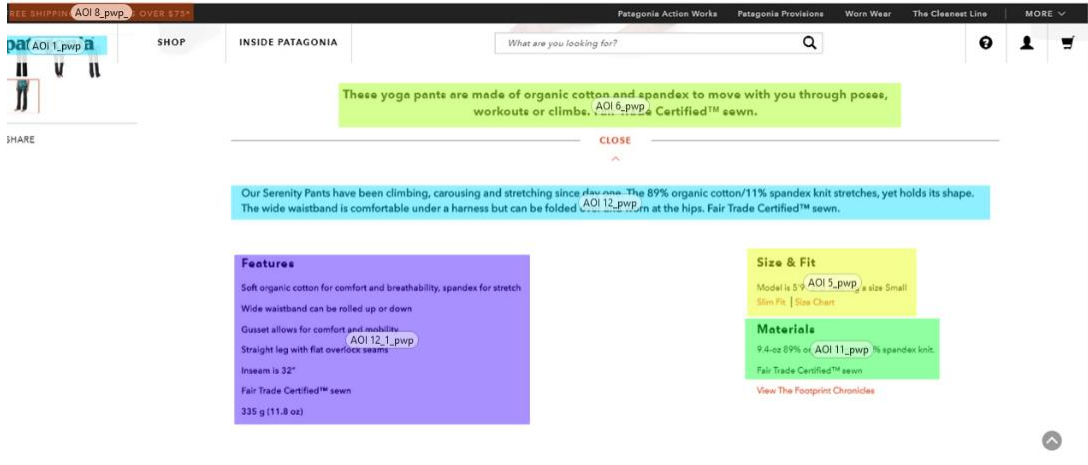 FREE SHIPPING AOI 8_pwp_ OVER $75*
Patagonia Action Works Patagonia Provisions Worn Wear The Cleanest Line MORE
AOI 1_pwp
SHOP INSIDE PATAGONIA What are you looking for?
These yoga pants are made of organic cotton and spandex to move with you through poses,
workouts or climbs. Trade Certified™ sewn.
AOI 6_pwp
SHARE
CLOSE
Our Serenity Pants have been climbing, carousing and stretching since day one. The 89% organic cotton/11% spandex knit stretches, yet holds its shape.
The wide waistband is comfortable under a harness but can be folded at the hips. Fair Trade Certified™ sewn.
AOI 12_pwp
Features
Soft organic cotton for comfort and breathability, spandex for stretch
Wide waistband can be rolled up or down
Gusset allows for comfort and mobility
Straight leg with flat overlock seams
Inseam is 32"
Fair Trade Certified™ sewn
335 g (11.8 oz)
AOI 12_1_pwp
Size & Fit
Model is 5'9 AOI 5_pwp a size Small
Slim Fit | Size Chart
Materials
9.4-oz 89% AOI 11_pwp % spandex knit.
Fair Trade Certified™ sewn
View The Footprint Chronicles